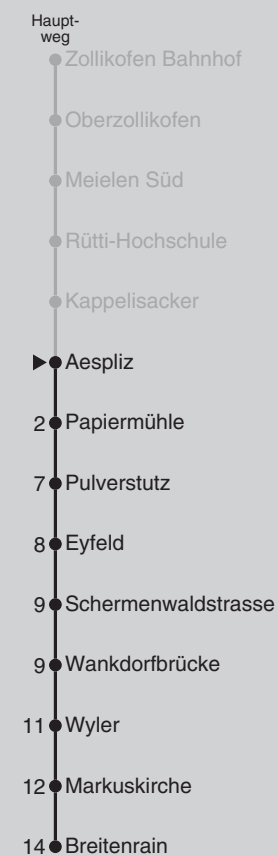 Haupt-
weg
Zollikofen Bahnhof
Oberzollikofen
Meielen Süd
Rütti-Hochschule
Kappelisacker
Aespliz
2 Papiermühle
7 Pulverstutz
8 Eyfeld
9 Schermenwaldstrasse
9 Wankdorfbrücke
11 Wyler
12 Markuskirche
14 Breitenrain